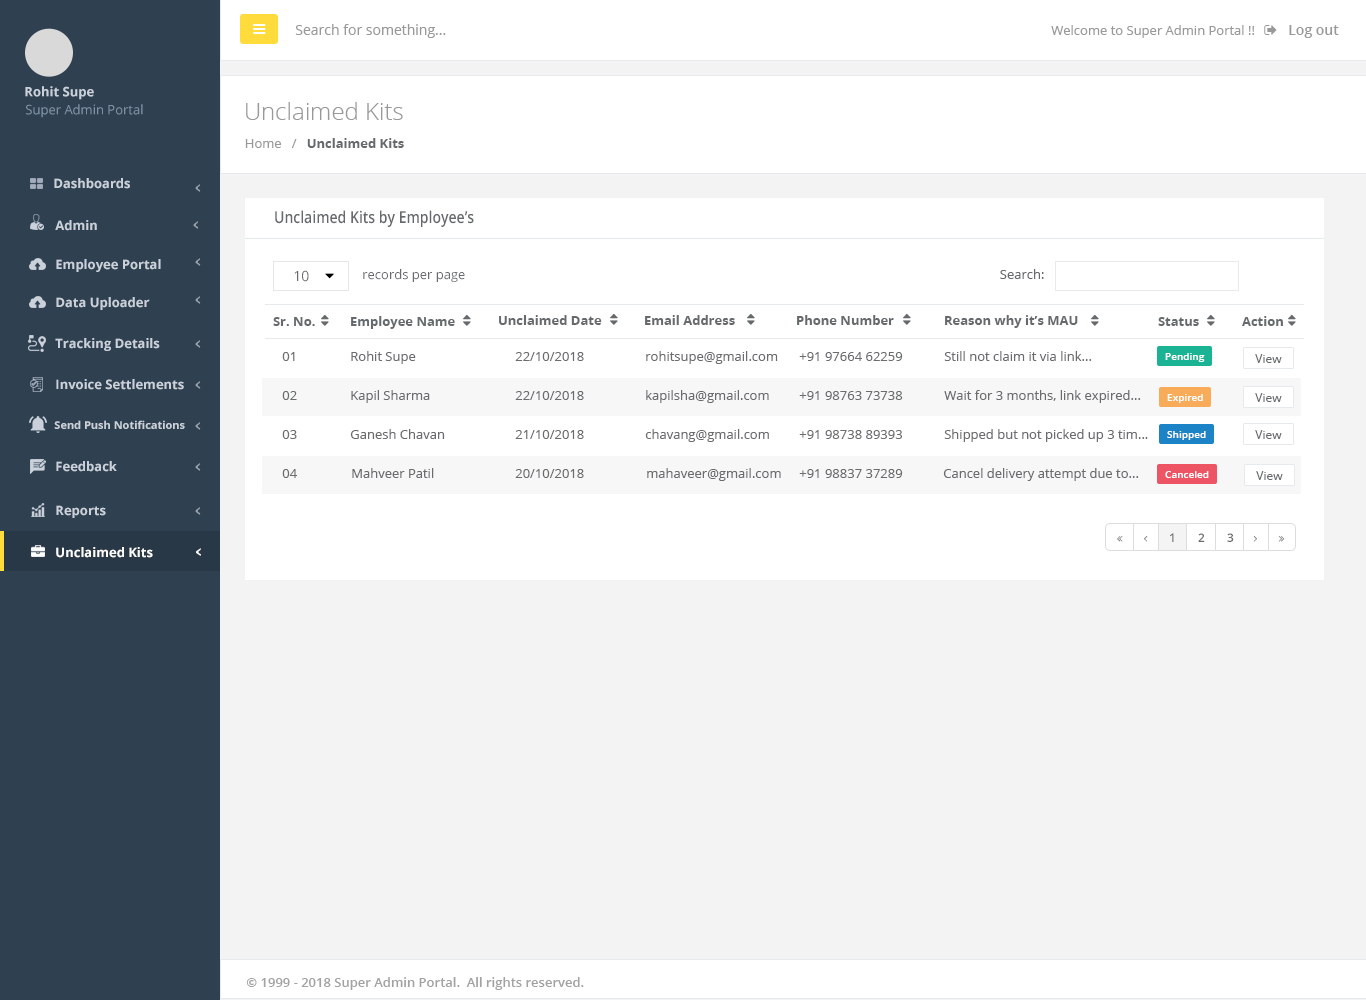 Search for something...
Welcome to Super Admin Portal !!
Log out
Rohit Supe
Super Admin Portal
Dashboards
Admin
Employee Portal
Data Uploader
Tracking Details
Invoice Settlements
Send Push Notifications
Feedback
Reports
Unclaimed Kits
Unclaimed Kits
Home / Unclaimed Kits
Unclaimed Kits by Employee’s
10 records per page Search:
Sr. No. Employee Name Unclaimed Date Email Address Phone Number Reason why it’s MAU Status Action
01 Rohit Supe 22/10/2018 rohitsupe@gmail.com +91 97664 62259 Still not claim it via link... Pending View
02 Kapil Sharma 22/10/2018 kapilsha@gmail.com +91 98763 73738 Wait for 3 months, link expired... Expired View
03 Ganesh Chavan 21/10/2018 chavang@gmail.com +91 98738 89393 Shipped but not picked up 3 tim... Shipped View
04 Mahveer Patil 20/10/2018 mahaveer@gmail.com +91 98837 37289 Cancel delivery attempt due to... Canceled View
« ‹ 1 2 3 › »
© 1999 - 2018 Super Admin Portal.  All rights reserved.